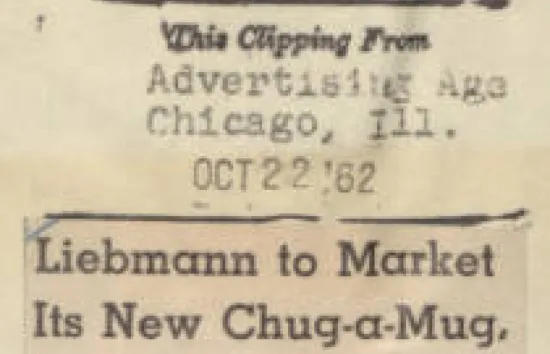 This Clipping From
Advertising Age
Chicago, Ill.
OCT 22 '62
Liebmann to Market
Its New Chug-a-Mug,